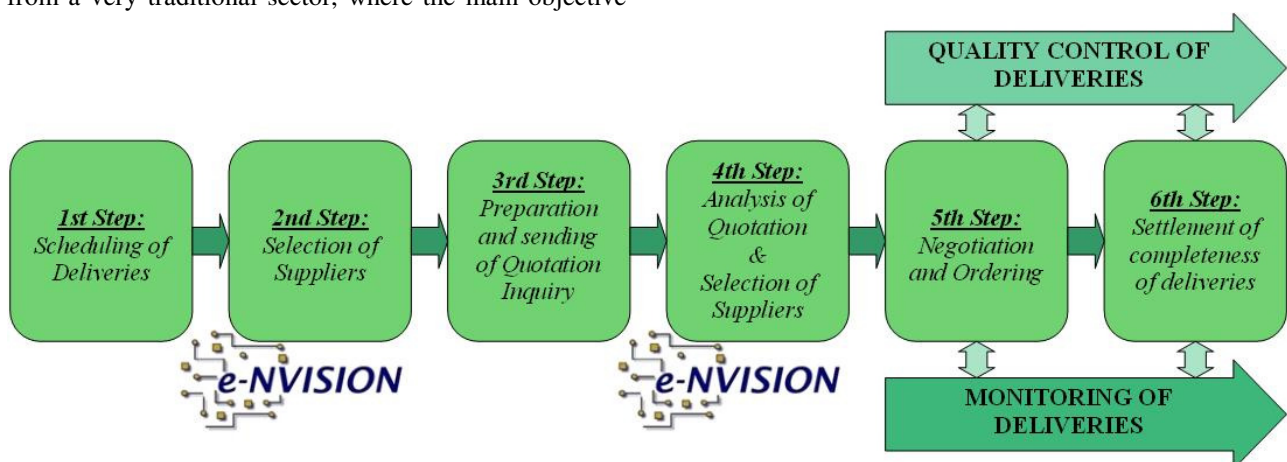 from a very traditional sector, where the main objective
QUALITY CONTROL OF
DELIVERIES
1st Step:
Scheduling of
Deliveries
2nd Step:
Selection of
Suppliers
3rd Step:
Preparation
and sending
of Quotation
Inquiry
4th Step:
Analysis of
Quotation
&
Selection of
Suppliers
5th Step:
Negotiation
and Ordering
6th Step:
Settlement of
completeness
of deliveries
e-NVISION
e-NVISION
MONITORING OF
DELIVERIES